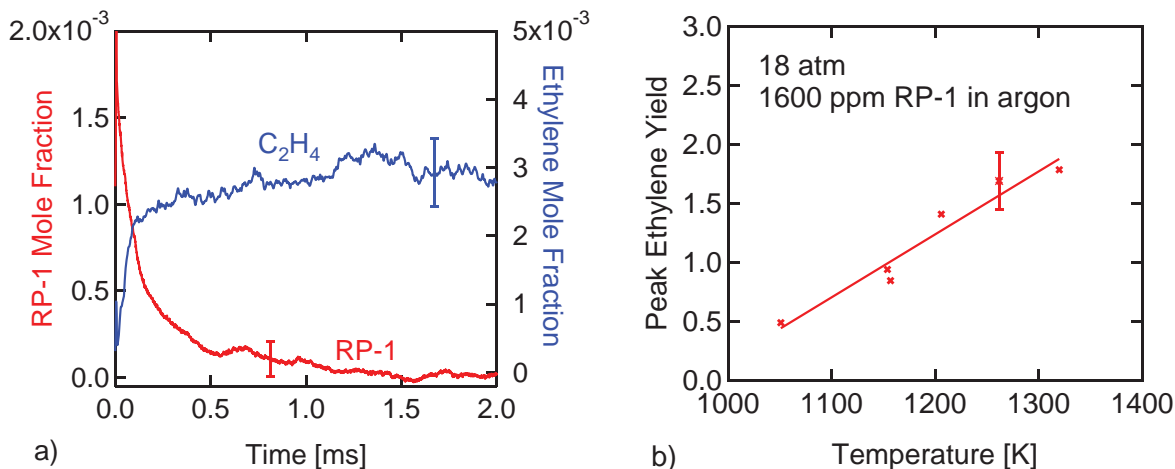 2.0x10⁻³
1.5
1.0
0.5
0.0
RP-1 Mole Fraction
C₂H₄
RP-1
5x10⁻³
4
3
2
1
0
Ethylene Mole Fraction
0.0 0.5 1.0 1.5 2.0
Time [ms]
a)
3.0
2.5
2.0
1.5
1.0
0.5
0.0
Peak Ethylene Yield
18 atm
1600 ppm RP-1 in argon
1000 1100 1200 1300 1400
Temperature [K]
b)